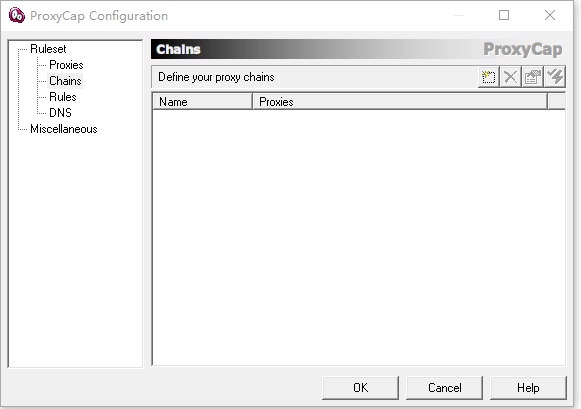 ProxyCap Configuration
Ruleset
Proxies
Chains
Rules
DNS
Miscellaneous
Chains
ProxyCap
Define your proxy chains
Name Proxies
OK Cancel Help